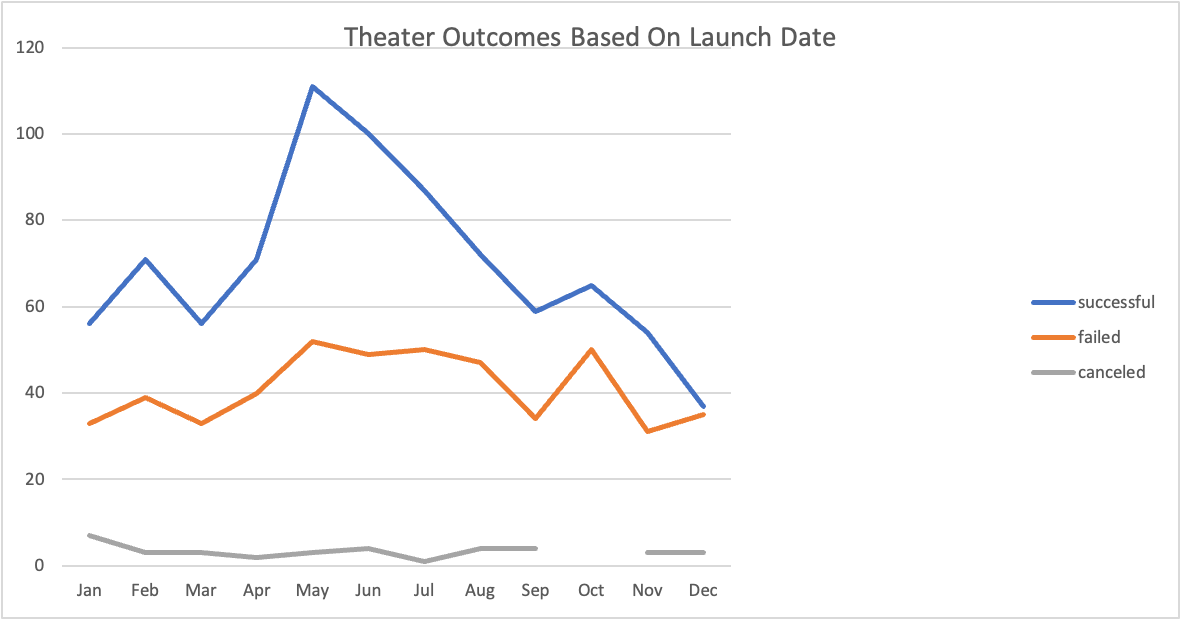 Theater Outcomes Based On Launch Date
120
100
80
60
40
20
0
Jan Feb Mar Apr May Jun Jul Aug Sep Oct Nov Dec
successful
failed
canceled